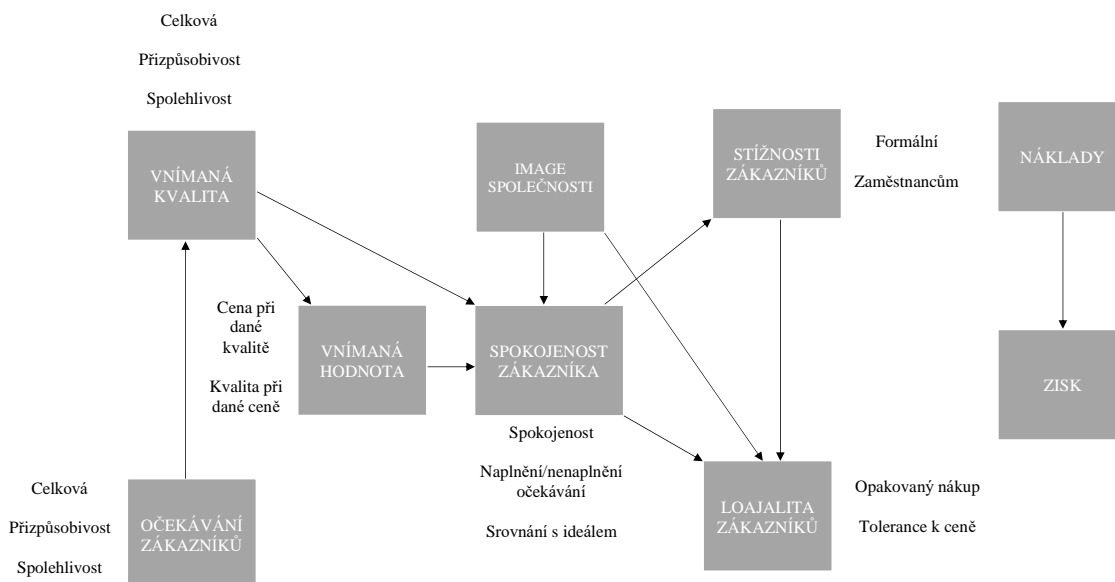 Celková
Přizpůsobivost
Spolehlivost
VNÍMANÁ
KVALITA
IMAGE
SPOLEČNOSTI
STÍŽNOSTI
ZÁKAZNÍKŮ
Formální
Zaměstnancům
NÁKLADY
Cena při
dané
kvalitě
Kvalita při
dané ceně
VNÍMANÁ
HODNOTA
SPOKOJENOST
ZÁKAZNÍKA
ZISK
Spokojenost
Naplnění/nenaplnění
očekávání
Srovnání s ideálem
Celková
Přizpůsobivost
Spolehlivost
OČEKÁVÁNÍ
ZÁKAZNÍKŮ
LOAJALITA
ZÁKAZNÍKŮ
Opakovaný nákup
Tolerance k ceně